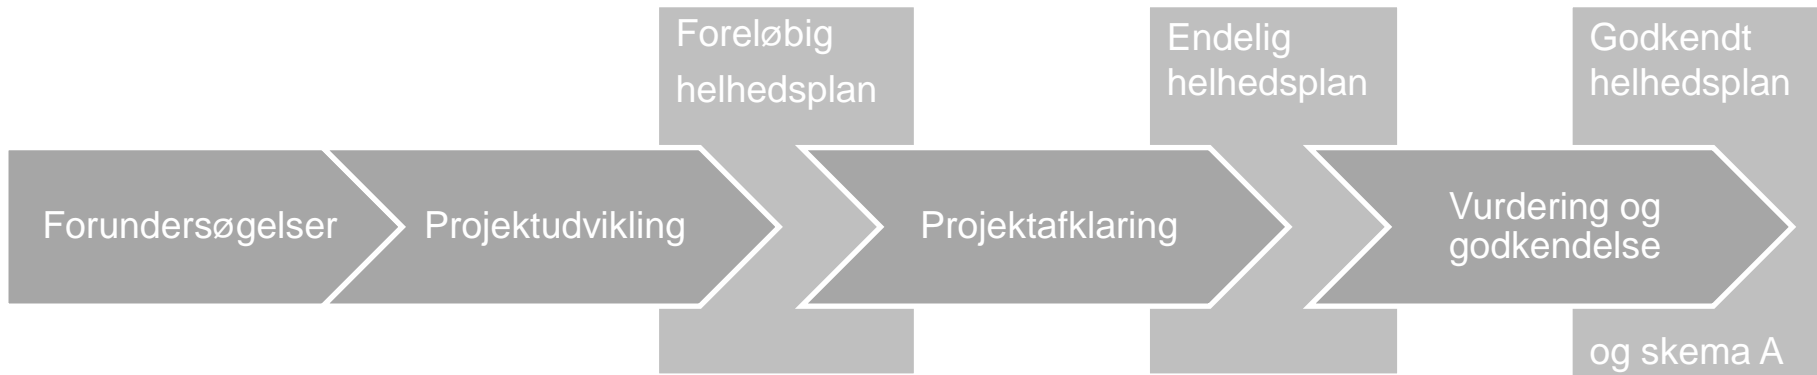 Foreløbig
helhedsplan
Endelig
helhedsplan
Godkendt
helhedsplan
Forundersøgelser
Projektudvikling
Projektafklaring
Vurdering og
godkendelse
og skema A